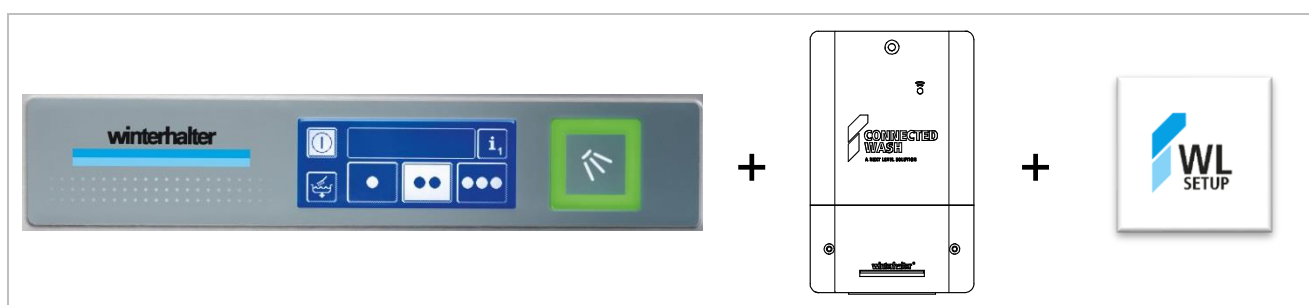 winterhalter
i1
+
CONNECTED
WASH
A NEXT LEVEL SOLUTION
winterhalter®
+
WL
SETUP